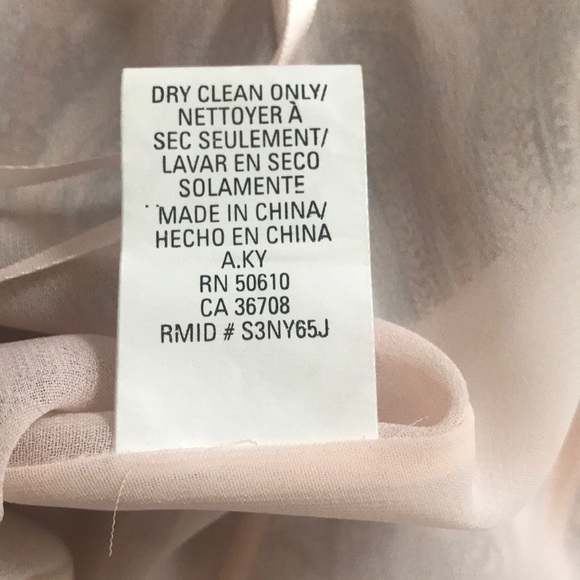 DRY CLEAN ONLY/
NETTOYER À
SEC SEULEMENT/
LAVAR EN SECO
SOLAMENTE
MADE IN CHINA/
HECHO EN CHINA
A.KY
RN 50610
CA 36708
RMID # S3NY65J